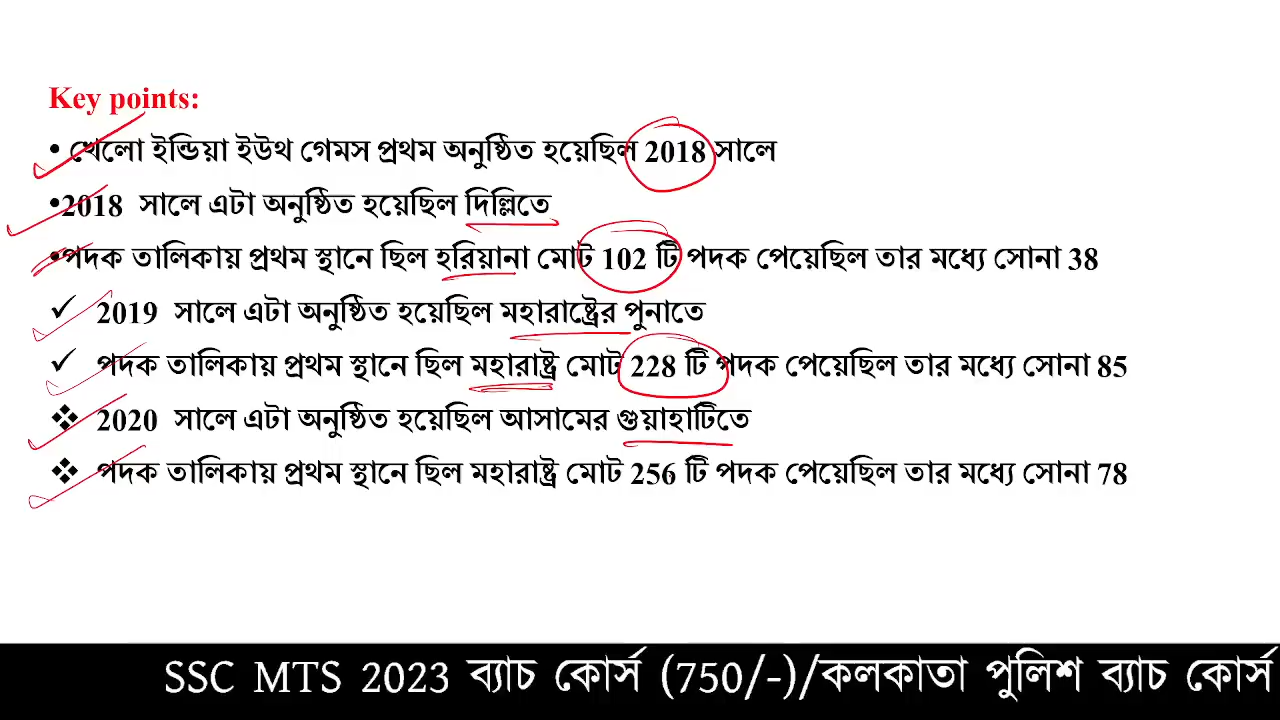 Key points:
• খেলো ইন্ডিয়া ইউথ গেমস প্রথম অনুষ্ঠিত হয়েছিল 2018 সালে
•2018 সালে এটা অনুষ্ঠিত হয়েছিল দিল্লিতে
•পদক তালিকায় প্রথম স্থানে ছিল হরিয়ানা মোট 102 টি পদক পেয়েছিল তার মধ্যে সোনা 38
✓ 2019 সালে এটা অনুষ্ঠিত হয়েছিল মহারাষ্ট্রের পুনাতে
✓ পদক তালিকায় প্রথম স্থানে ছিল মহারাষ্ট্র মোট 228 টি পদক পেয়েছিল তার মধ্যে সোনা 85
❖ 2020 সালে এটা অনুষ্ঠিত হয়েছিল আসামের গুয়াহাটিতে
❖ পদক তালিকায় প্রথম স্থানে ছিল মহারাষ্ট্র মোট 256 টি পদক পেয়েছিল তার মধ্যে সোনা 78
SSC MTS 2023 ব্যাচ কোর্স (750/-)/কলকাতা পুলিশ ব্যাচ কোর্স